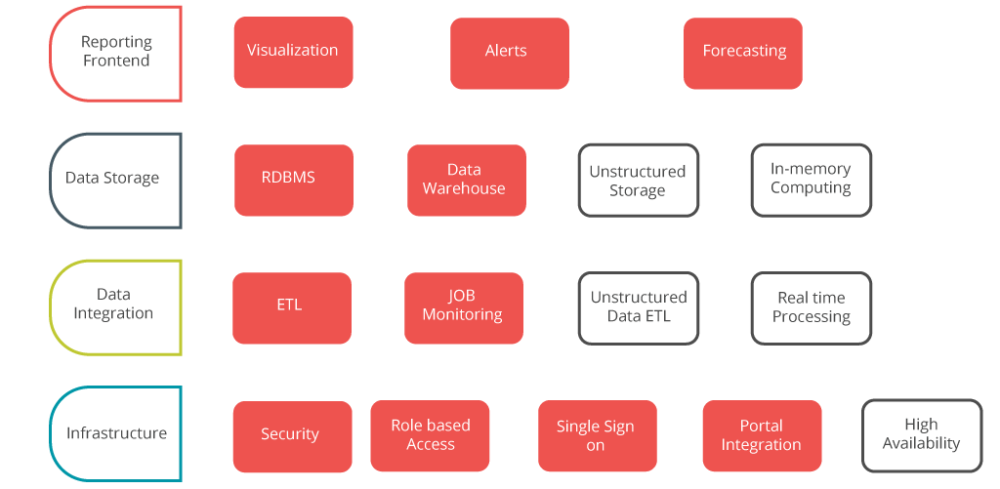 Reporting
Frontend
Visualization
Alerts
Forecasting
Data Storage
RDBMS
Data
Warehouse
Unstructured
Storage
In-memory
Computing
Data
Integration
ETL
JOB
Monitoring
Unstructured
Data ETL
Real time
Processing
Infrastructure
Security
Role based
Access
Single Sign
on
Portal
Integration
High
Availability